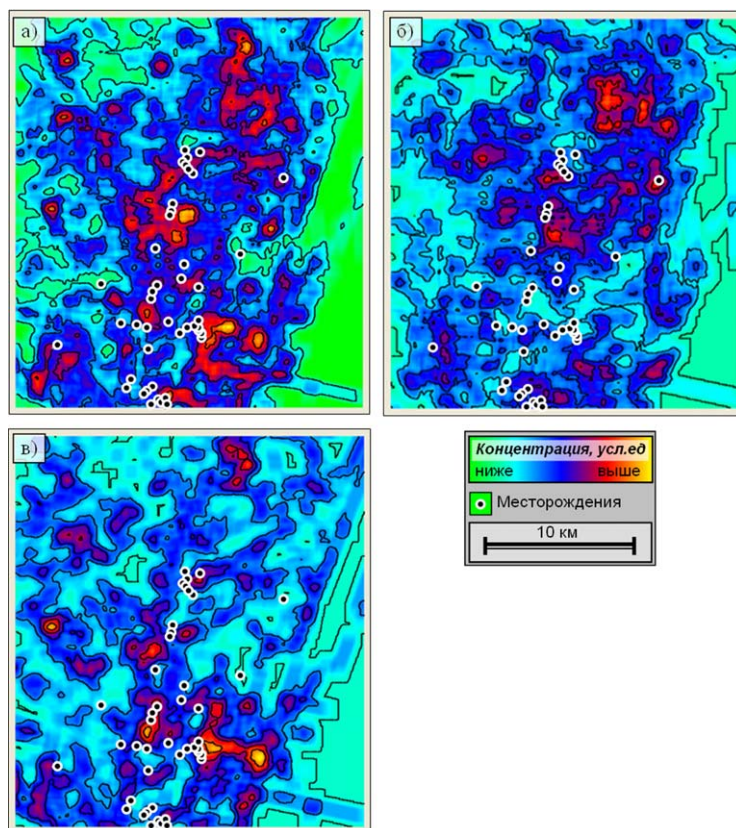 а)
б)
в)
Концентрация, усл.ед
ниже выше
Месторождения
10 км